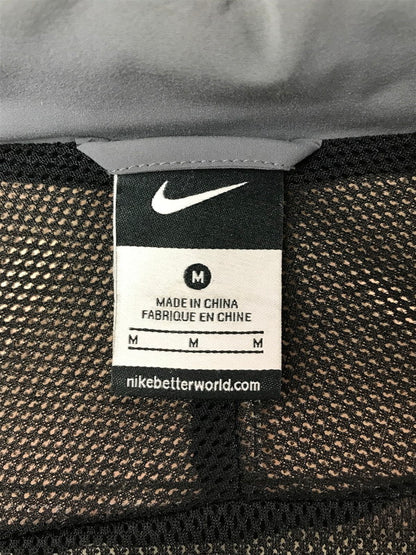 M
MADE IN CHINA
FABRIQUE EN CHINE
M M M
nikebetterworld.com